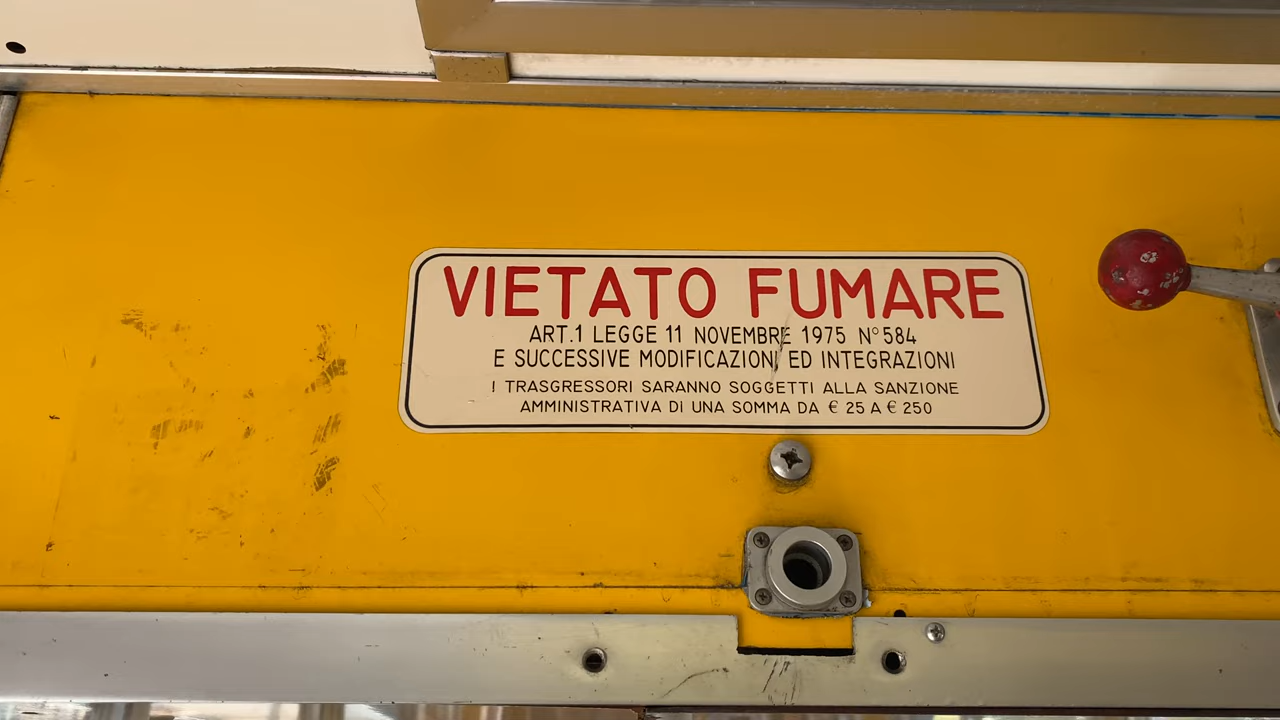 VIETATO FUMARE
ART.1 LEGGE 11 NOVEMBRE 1975 N° 584
E SUCCESSIVE MODIFICAZIONI ED INTEGRAZIONI
I TRASGRESSORI SARANNO SOGGETTI ALLA SANZIONE
AMMINISTRATIVA DI UNA SOMMA DA € 25 A € 250